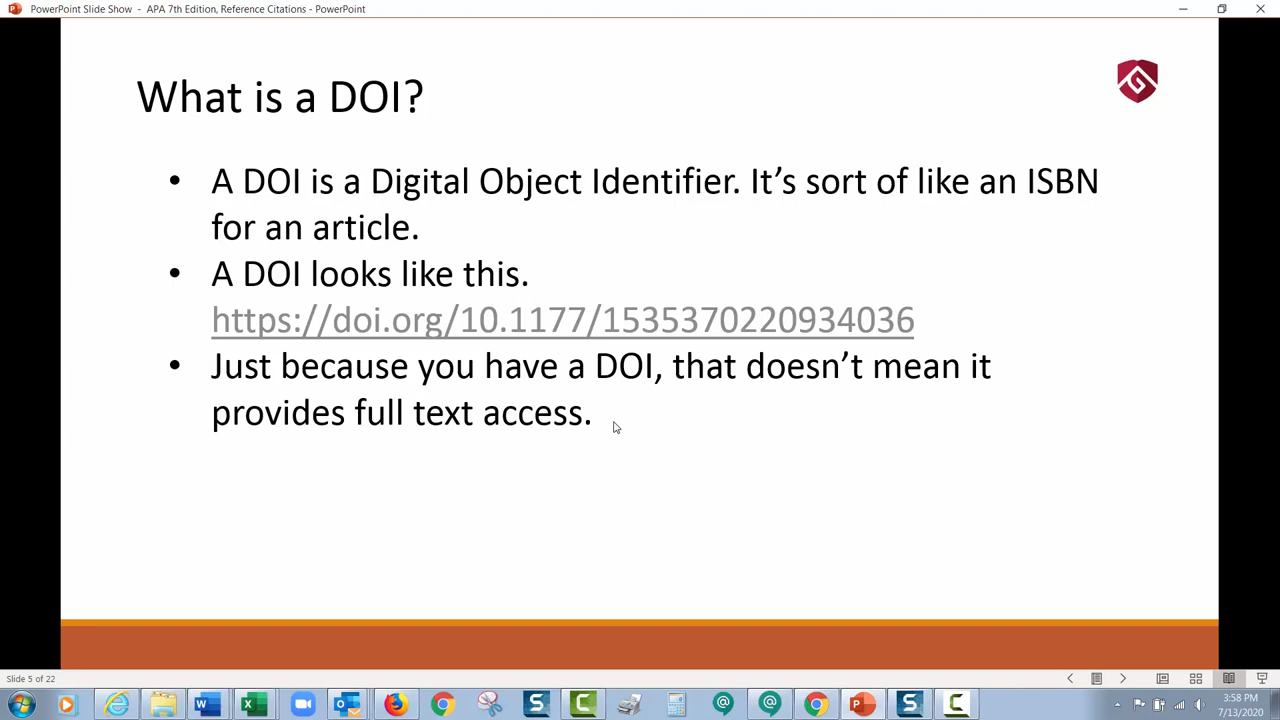 PowerPoint Slide Show - APA 7th Edition, Reference Citations - PowerPoint
What is a DOI?
• A DOI is a Digital Object Identifier. It’s sort of like an ISBN
for an article.
• A DOI looks like this.
https://doi.org/10.1177/1535370220934036
• Just because you have a DOI, that doesn’t mean it
provides full text access.
Slide 5 of 22
3:58 PM
7/13/2020